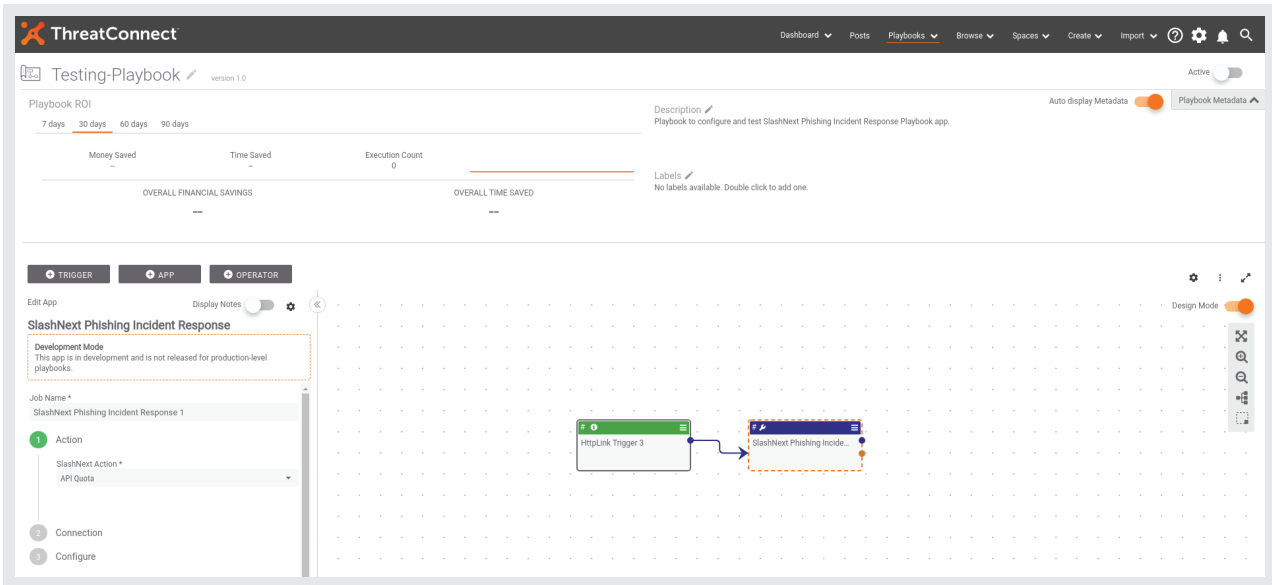 ThreatConnect
Dashboard Posts Playbooks Browse Spaces Create Import
Testing-Playbook version 1.0
Active
Playbook ROI
Auto display Metadata
Playbook Metadata
7 days 30 days 60 days 90 days
Description
Playbook to configure and test SlashNext Phishing Incident Response Playbook app.
Money Saved Time Saved Execution Count
-- -- 0
Labels
No labels available. Double click to add one.
OVERALL FINANCIAL SAVINGS OVERALL TIME SAVED
-- --
TRIGGER APP OPERATOR
Edit App Display Notes
Design Mode
SlashNext Phishing Incident Response
Development Mode
This app is in development and is not released for production-level
playbooks.
Job Name *
SlashNext Phishing Incident Response 1
1 Action
SlashNext Action *
API Quota
2 Connection
3 Configure
#
HttpLink Trigger 3
#
SlashNext Phishing Incide...